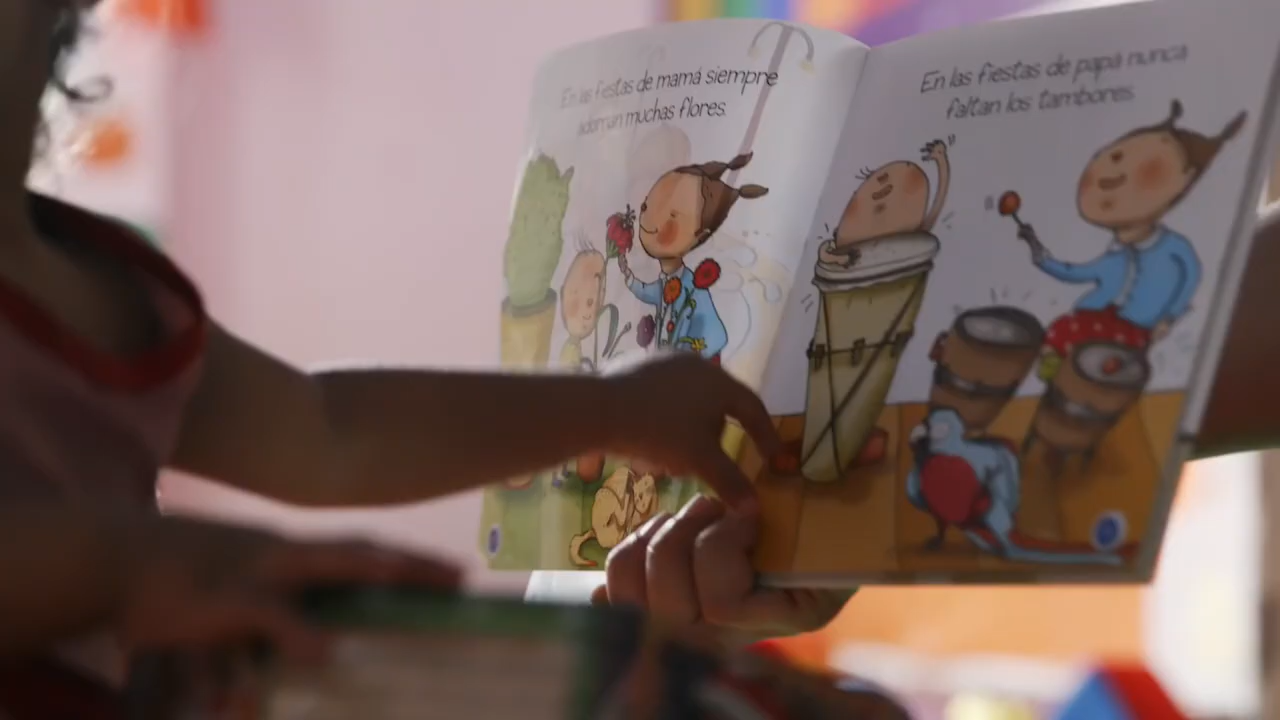 En las fiestas de mamá siempre
adornan muchas flores.
En las fiestas de papá nunca
faltan los tambores.